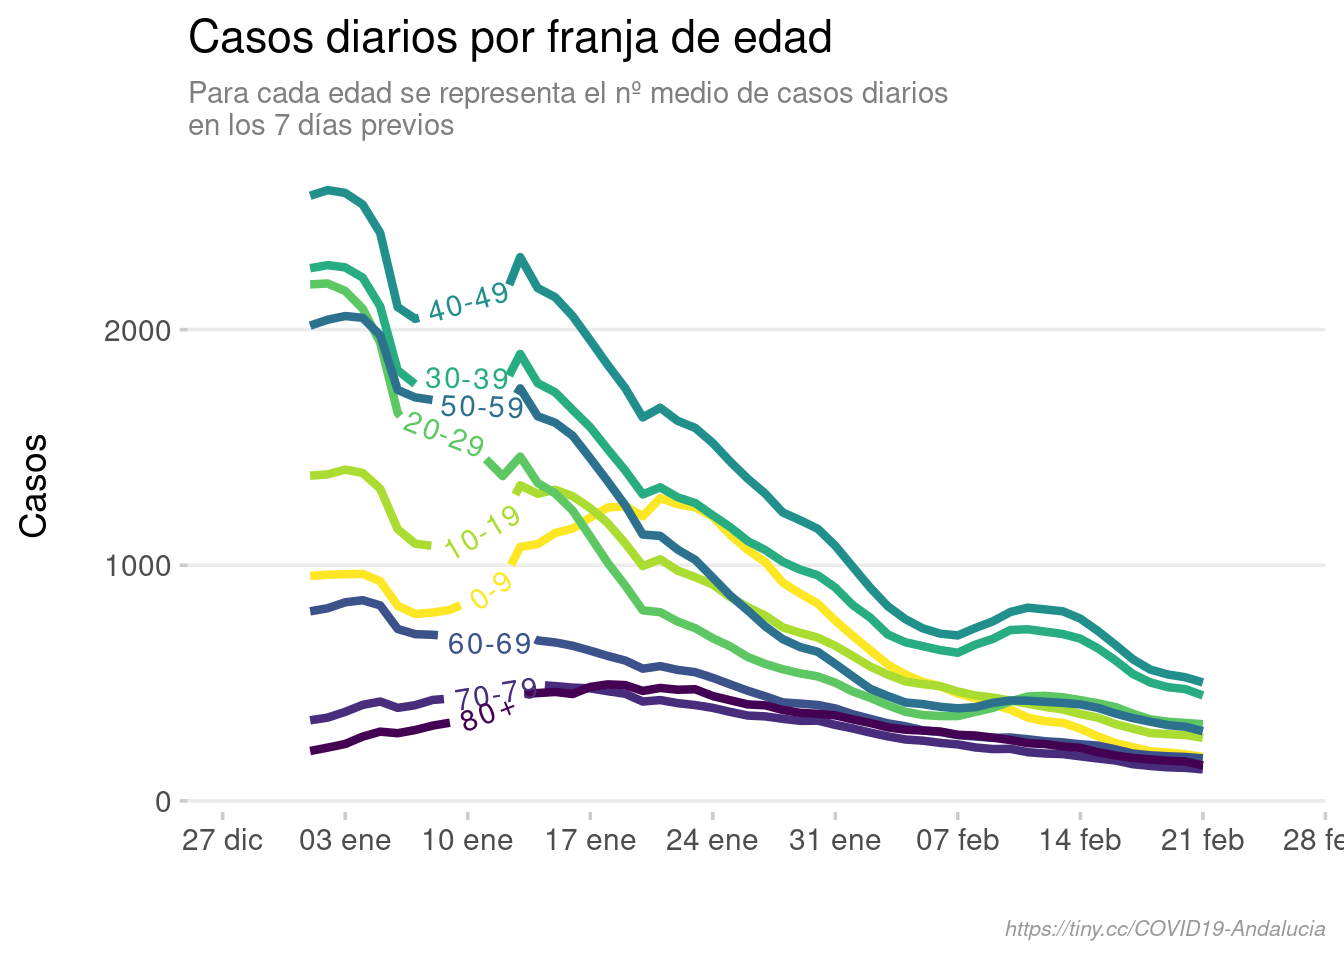 Casos diarios por franja de edad
Para cada edad se representa el nº medio de casos diarios
en los 7 días previos
Casos
2000
1000
0
40-49
30-39
50-59
20-29
10-19
0-9
60-69
70-79
80+
27 dic 03 ene 10 ene 17 ene 24 ene 31 ene 07 feb 14 feb 21 feb 28 fe
https://tiny.cc/COVID19-Andalucia